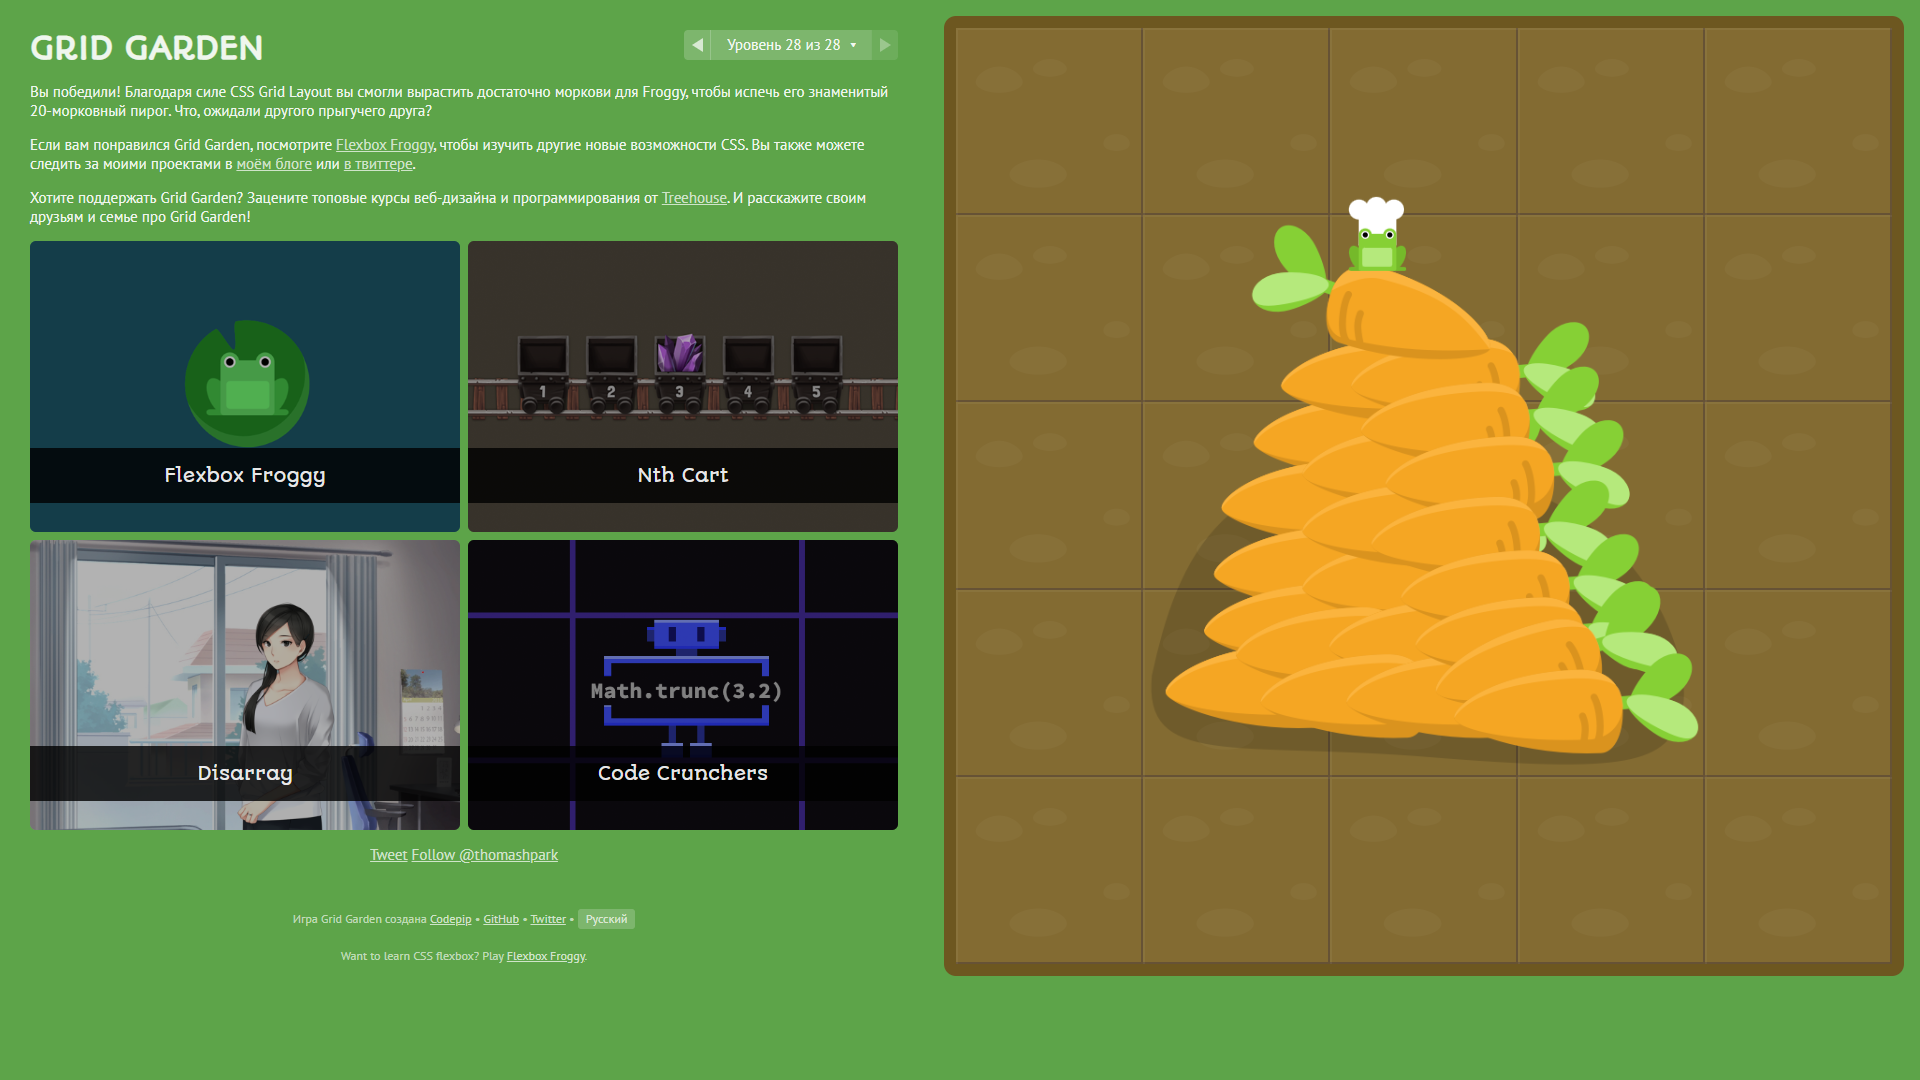 GRID GARDEN
Уровень 28 из 28
Вы победили! Благодаря силе CSS Grid Layout вы смогли вырастить достаточно моркови для Froggy, чтобы испечь его знаменитый
20-морковный пирог. Что, ожидали другого прыгучего друга?
Если вам понравился Grid Garden, посмотрите Flexbox Froggy, чтобы изучить другие новые возможности CSS. Вы также можете
следить за моими проектами в моём блоге или в твиттере.
Хотите поддержать Grid Garden? Зацените топовые курсы веб-дизайна и программирования от Treehouse. И расскажите своим
друзьям и семье про Grid Garden!
Flexbox Froggy
1 2 3 4 5
Nth Cart
Disarray
Math.trunc(3.2)
Code Crunchers
Tweet Follow @thomashpark
Игра Grid Garden создана Codepip • GitHub • Twitter • Русский
Want to learn CSS flexbox? Play Flexbox Froggy.